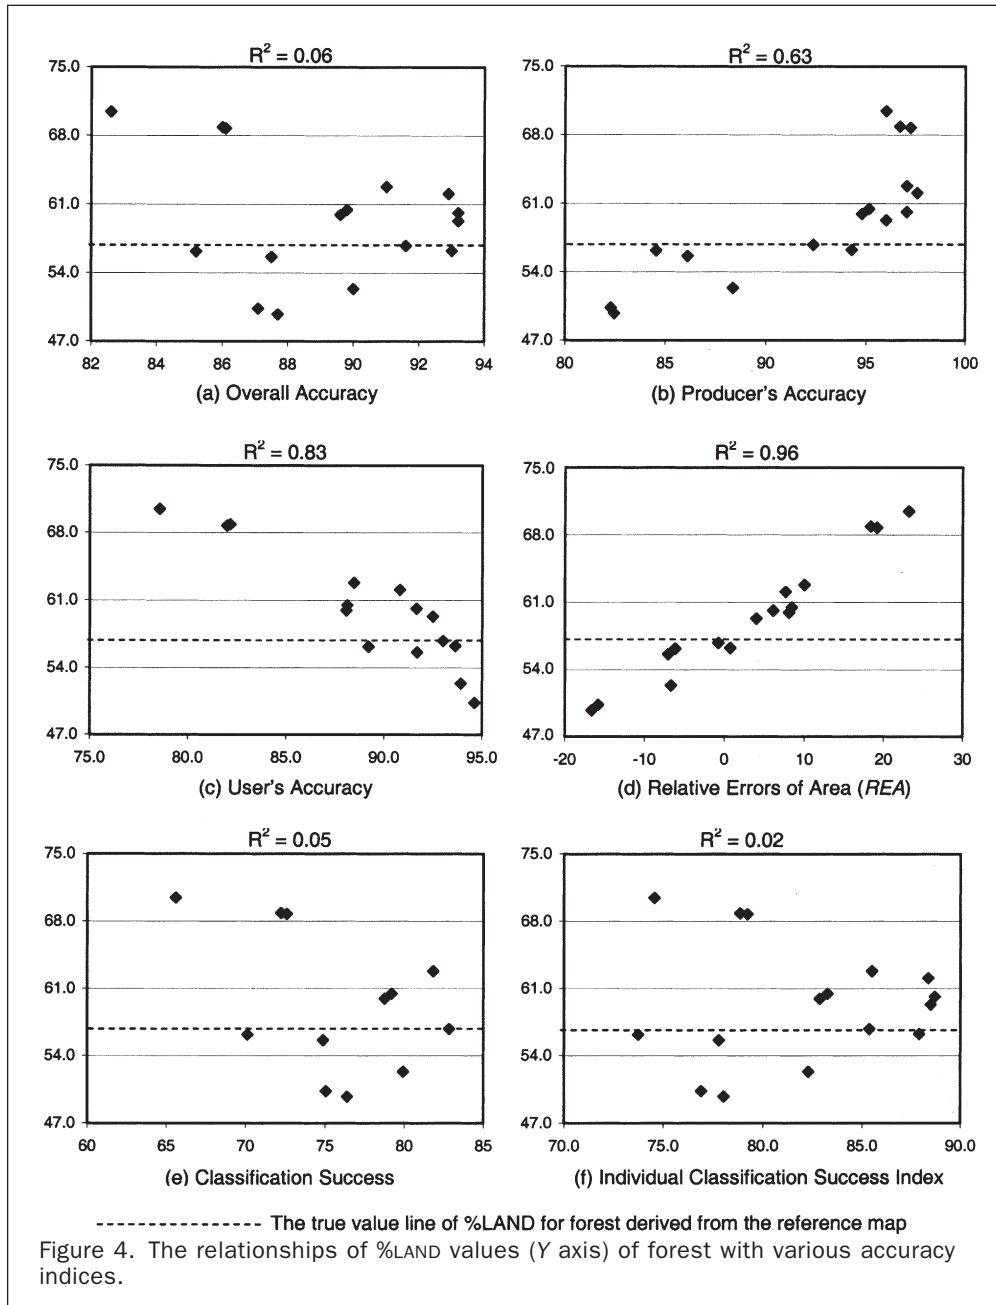 R² = 0.06
75.0
68.0
61.0
54.0
47.0
82 84 86 88 90 92 94
(a) Overall Accuracy
R² = 0.63
75.0
68.0
61.0
54.0
47.0
80 85 90 95 100
(b) Producer's Accuracy
R² = 0.83
75.0
68.0
61.0
54.0
47.0
75.0 80.0 85.0 90.0 95.0
(c) User's Accuracy
R² = 0.96
75.0
68.0
61.0
54.0
47.0
-20 -10 0 10 20 30
(d) Relative Errors of Area (REA)
R² = 0.05
75.0
68.0
61.0
54.0
47.0
60 65 70 75 80 85
(e) Classification Success
R² = 0.02
75.0
68.0
61.0
54.0
47.0
70.0 75.0 80.0 85.0 90.0
(f) Individual Classification Success Index
The true value line of %LAND for forest derived from the reference map
Figure 4. The relationships of %LAND values (Y axis) of forest with various accuracy
indices.